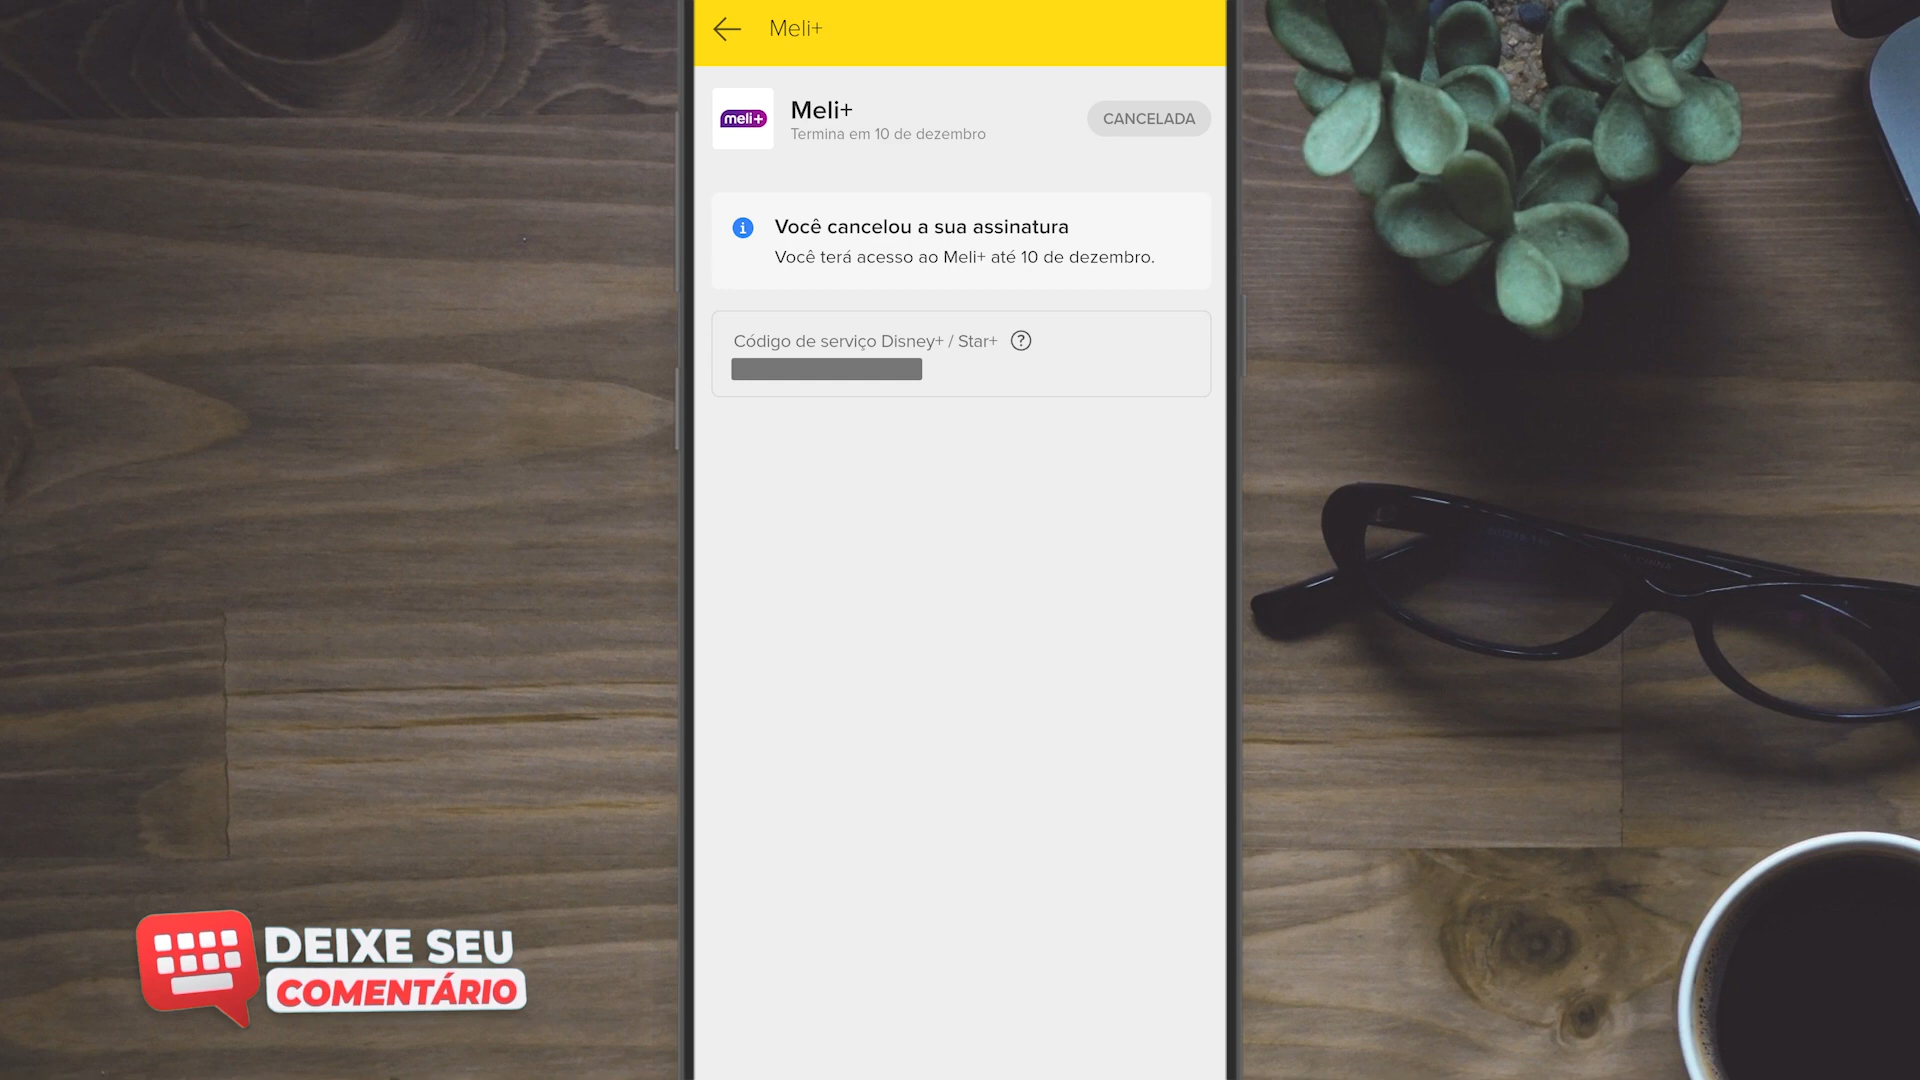 Meli+
meli+
Meli+
Termina em 10 de dezembro
CANCELADA
Você cancelou a sua assinatura
Você terá acesso ao Meli+ até 10 de dezembro.
Código de serviço Disney+ / Star+ ?
DEIXE SEU
COMENTÁRIO